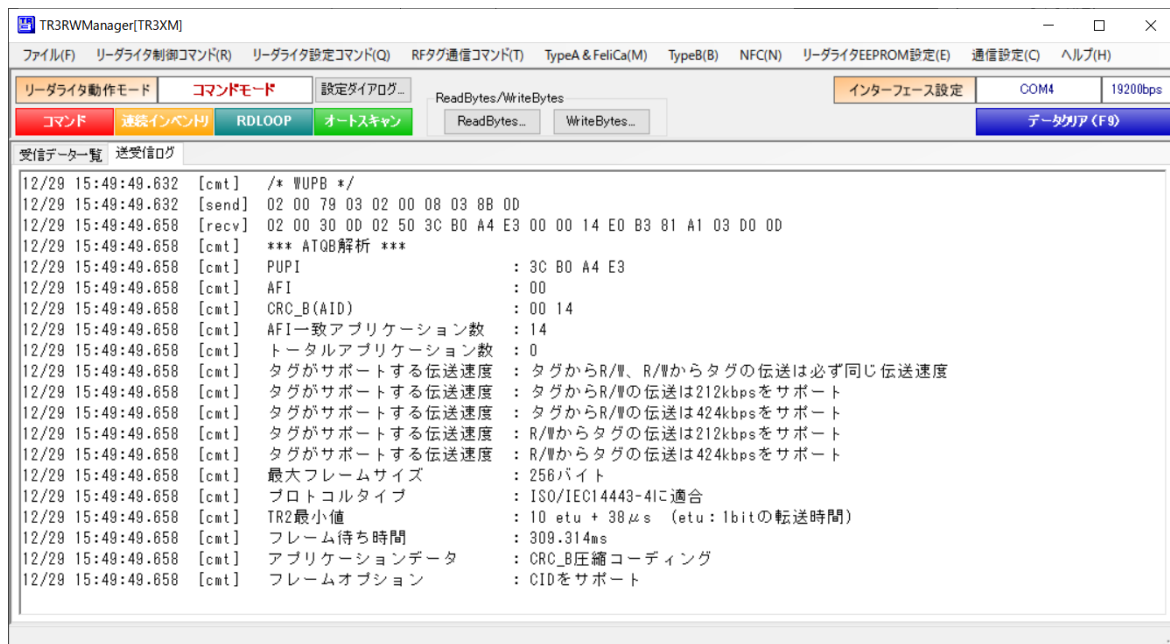 TR3RWManager[TR3XM]
ファイル(F) リーダライタ制御コマンド(R) リーダライタ設定コマンド(Q) RFタグ通信コマンド(T) TypeA & FeliCa(M) TypeB(B) NFC(N) リーダライタEEPROM設定(E) 通信設定(C) ヘルプ(H)
リーダライタ動作モード コマンドモード 設定ダイアログ... インターフェース設定 COM4 19200bps
ReadBytes/WriteBytes
コマンド 連続インベントリ RDLOOP オートスキャン ReadBytes... WriteBytes... データクリア(F9)
受信データ一覧 送受信ログ
12/29 15:49:49.632 [cmt] /* WUPB */
12/29 15:49:49.632 [send] 02 00 79 03 02 00 08 03 8B 0D
12/29 15:49:49.658 [recv] 02 00 30 0D 02 50 3C B0 A4 E3 00 00 14 E0 B3 81 A1 03 D0 0D
12/29 15:49:49.658 [cmt] *** ATQB解析 ***
12/29 15:49:49.658 [cmt] PUPI : 3C B0 A4 E3
12/29 15:49:49.658 [cmt] AFI : 00
12/29 15:49:49.658 [cmt] CRC_B(AID) : 00 14
12/29 15:49:49.658 [cmt] AFI一致アプリケーション数 : 14
12/29 15:49:49.658 [cmt] トータルアプリケーション数 : 0
12/29 15:49:49.658 [cmt] タグがサポートする伝送速度 : タグからR/W、R/Wからタグの伝送は必ず同じ伝送速度
12/29 15:49:49.658 [cmt] タグがサポートする伝送速度 : タグからR/Wの伝送は212kbpsをサポート
12/29 15:49:49.658 [cmt] タグがサポートする伝送速度 : タグからR/Wの伝送は424kbpsをサポート
12/29 15:49:49.658 [cmt] タグがサポートする伝送速度 : R/Wからタグの伝送は212kbpsをサポート
12/29 15:49:49.658 [cmt] タグがサポートする伝送速度 : R/Wからタグの伝送は424kbpsをサポート
12/29 15:49:49.658 [cmt] 最大フレームサイズ : 256バイト
12/29 15:49:49.658 [cmt] プロトコルタイプ : ISO/IEC14443-4に適合
12/29 15:49:49.658 [cmt] TR2最小値 : 10 etu + 38μs (etu:1bitの転送時間)
12/29 15:49:49.658 [cmt] フレーム待ち時間 : 309.314ms
12/29 15:49:49.658 [cmt] アプリケーションデータ : CRC_B圧縮コーディング
12/29 15:49:49.658 [cmt] フレームオプション : CIDをサポート